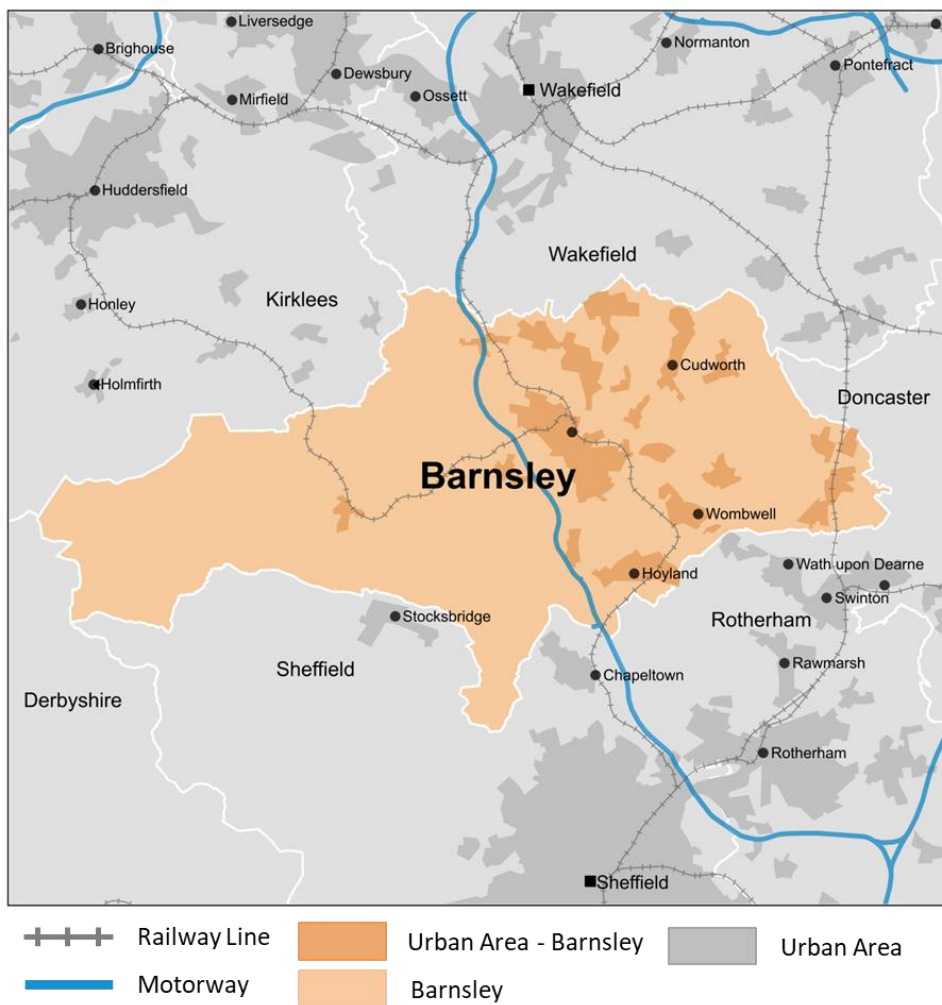 Liversedge
Brighouse
Normanton
Dewsbury
Pontefract
Mirfield
Ossett
Wakefield
Huddersfield
Wakefield
Kirklees
Honley
Cudworth
Holmfirth
Doncaster
Barnsley
Wombwell
Hoyland
Wath upon Dearne
Swinton
Stocksbridge
Rotherham
Sheffield
Rawmarsh
Chapeltown
Derbyshire
Rotherham
Sheffield
Railway Line
Urban Area - Barnsley
Urban Area
Motorway
Barnsley